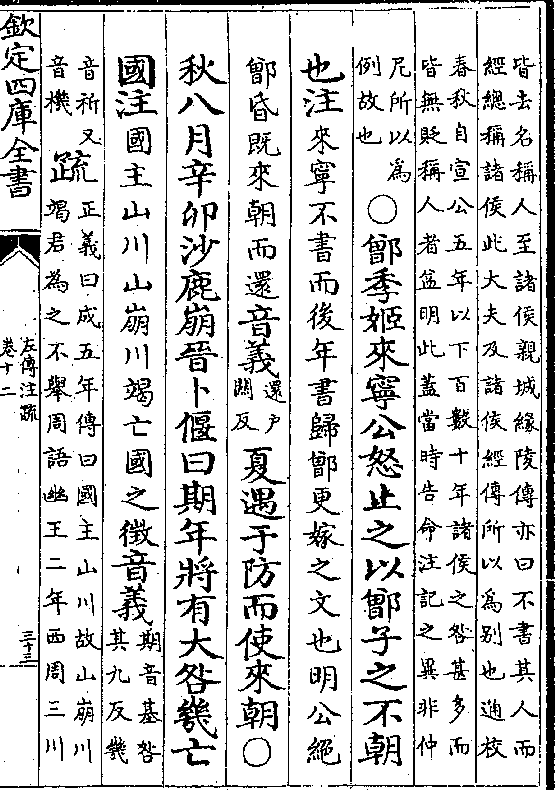 皆去名稱人至諸侯親城緣陵傳亦曰不書其人而
經總稱諸侯此大夫及諸侯經傳所以為別也通校
春秋自宣公五年以下百數十年諸侯之咎甚多而
皆無貶稱人者益明此蓋當時告命注記之異非仲
尼所以為
例故也
○鄫季姬來寧公怒止之以鄫子之不朝
也注來寧不書而後年書歸鄫更嫁之文也明公絕
鄫昏既來朝而還音義
還户
關反
夏遇于防而使來朝○
秋八月辛卯沙鹿崩晉卜偃曰期年將有大咎幾亡
國注國主山川山崩川竭亡國之徵音義
期音基咎
其九反幾
音祈又
音機
疏
正義曰成五年傳曰國主山川故山崩川
竭君為之不舉周語幽王二年西周三川
欽定四庫全書
左傳注疏
卷十二
三十三